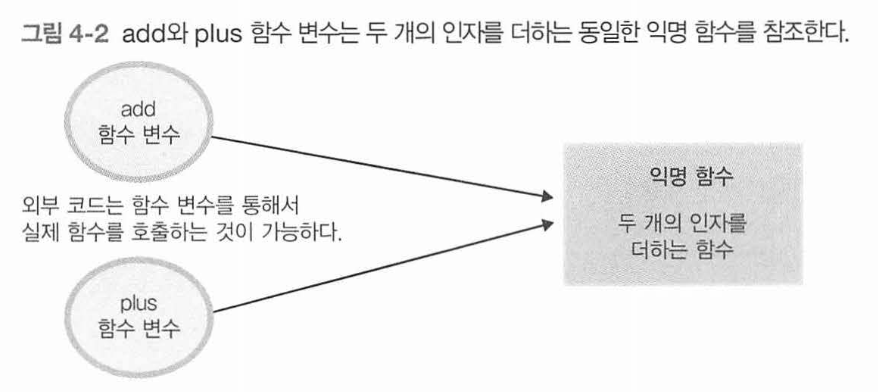 그림 4-2 add와 plus 함수 변수는 두 개의 인자를 더하는 동일한 익명 함수를 참조한다.
add
함수 변수
외부 코드는 함수 변수를 통해서
실제 함수를 호출하는 것이 가능하다.
익명 함수
두 개의 인자를
더하는 함수
plus
함수 변수